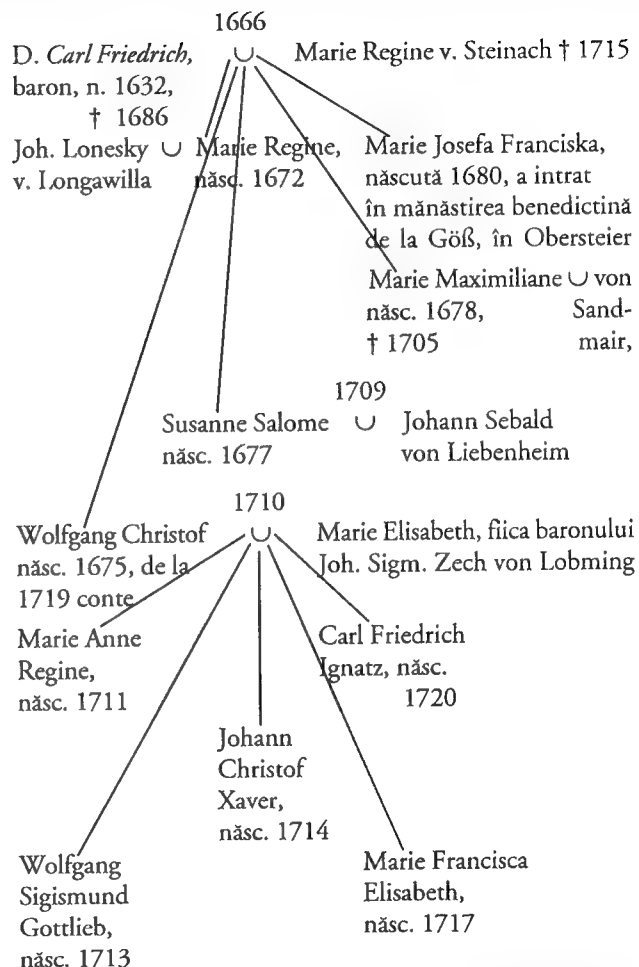 1666
D. Carl Friedrich, ∪ Marie Regine v. Steinach † 1715
baron, n. 1632,
† 1686
Joh. Lonesky ∪ Marie Regine,
v. Longawilla născ. 1672
Marie Josefa Franciska,
născută 1680, a intrat
în mănăstirea benedictină
de la Göß, în Obersteier
Marie Maximiliane ∪ von
născ. 1678, Sand-
† 1705 mair,
1709
Susanne Salome ∪ Johann Sebald
născ. 1677 von Liebenheim
1710
Wolfgang Christof ∪ Marie Elisabeth, fiica baronului
născ. 1675, de la Joh. Sigm. Zech von Lobming
1719 conte
Marie Anne
Regine,
născ. 1711
Carl Friedrich
Ignatz, născ.
1720
Johann
Christof
Xaver,
născ. 1714
Wolfgang
Sigismund
Gottlieb,
născ. 1713
Marie Francisca
Elisabeth,
născ. 1717